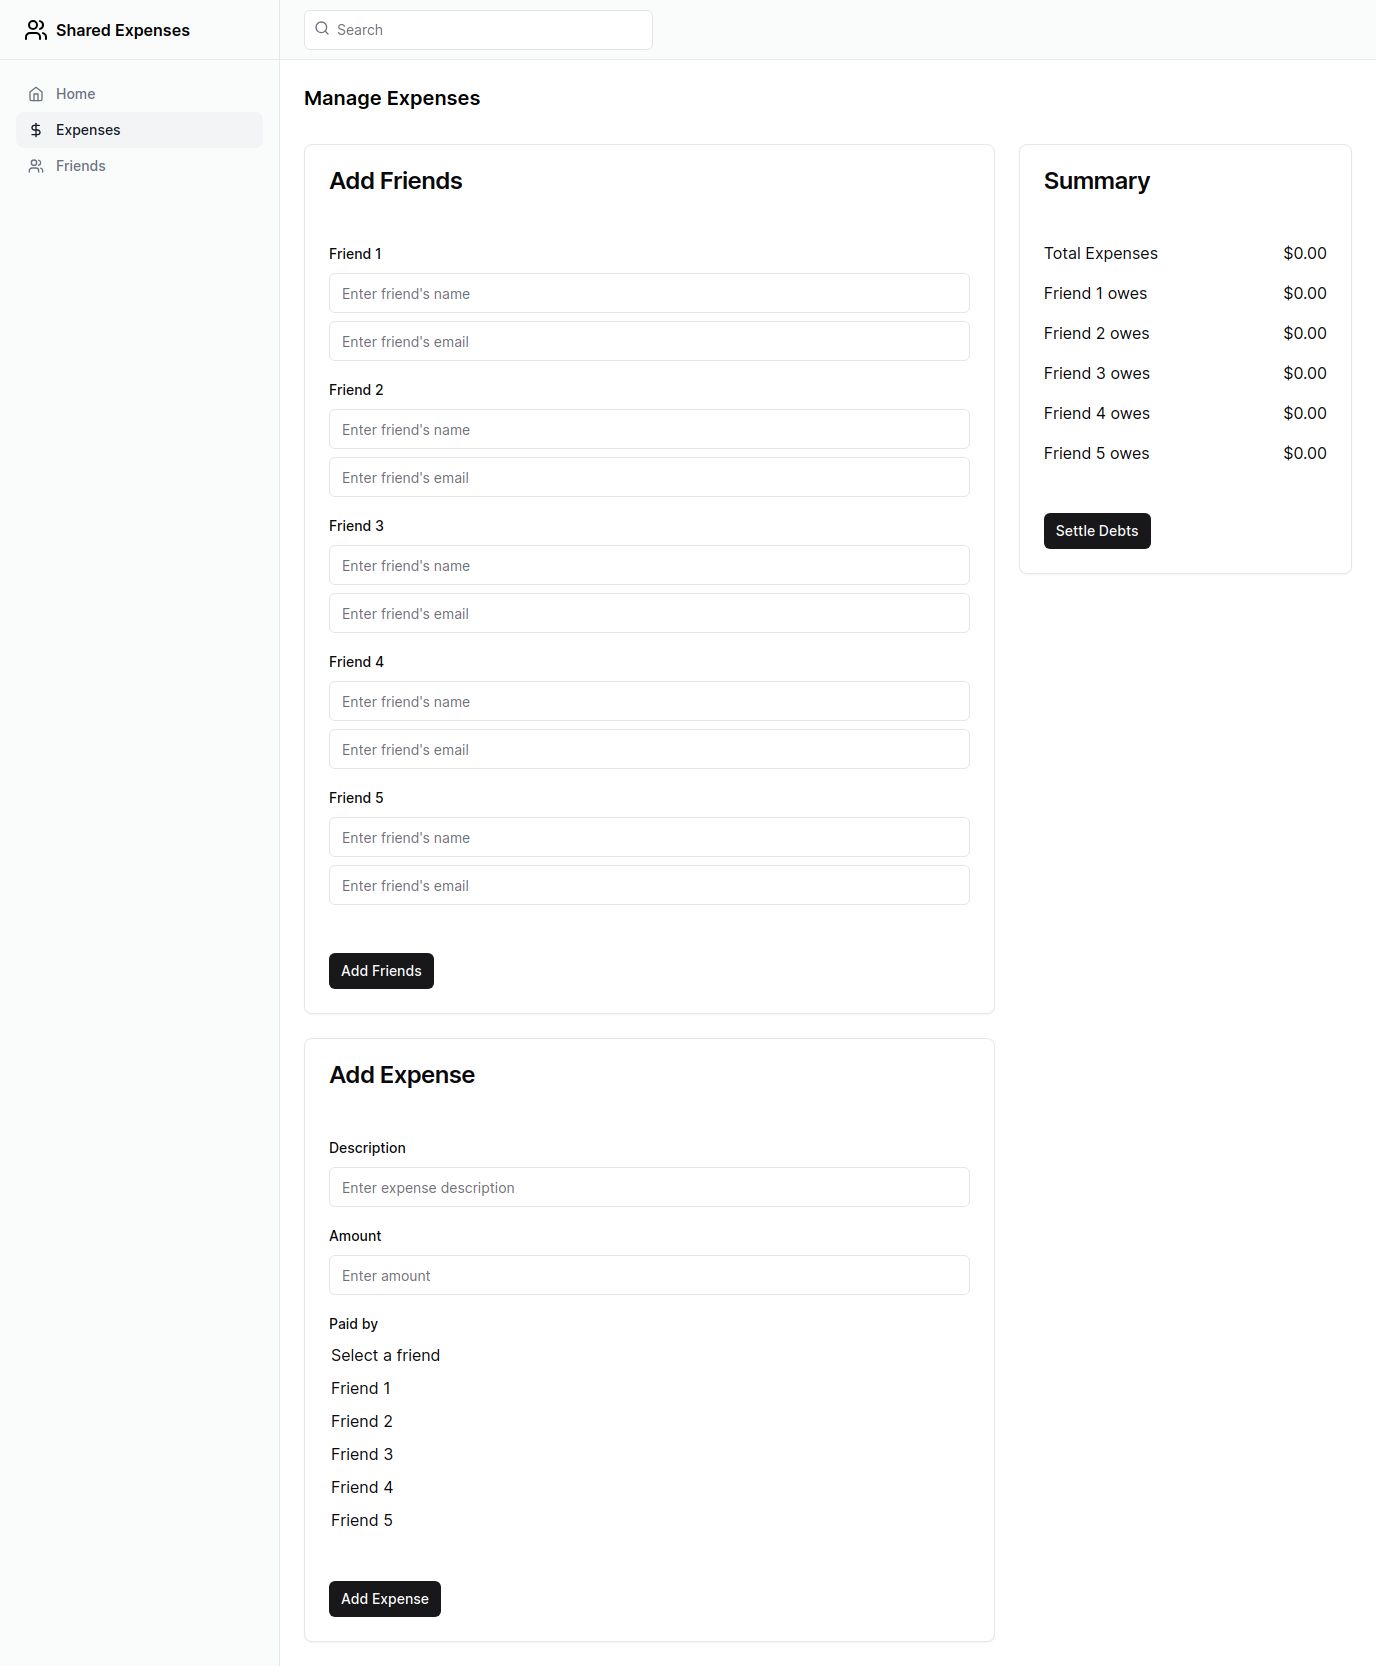 Shared Expenses
Search
Home
Expenses
Friends
Manage Expenses
Add Friends
Friend 1
Enter friend's name
Enter friend's email
Friend 2
Enter friend's name
Enter friend's email
Friend 3
Enter friend's name
Enter friend's email
Friend 4
Enter friend's name
Enter friend's email
Friend 5
Enter friend's name
Enter friend's email
Add Friends
Summary
Total Expenses $0.00
Friend 1 owes $0.00
Friend 2 owes $0.00
Friend 3 owes $0.00
Friend 4 owes $0.00
Friend 5 owes $0.00
Settle Debts
Add Expense
Description
Enter expense description
Amount
Enter amount
Paid by
Select a friend
Friend 1
Friend 2
Friend 3
Friend 4
Friend 5
Add Expense